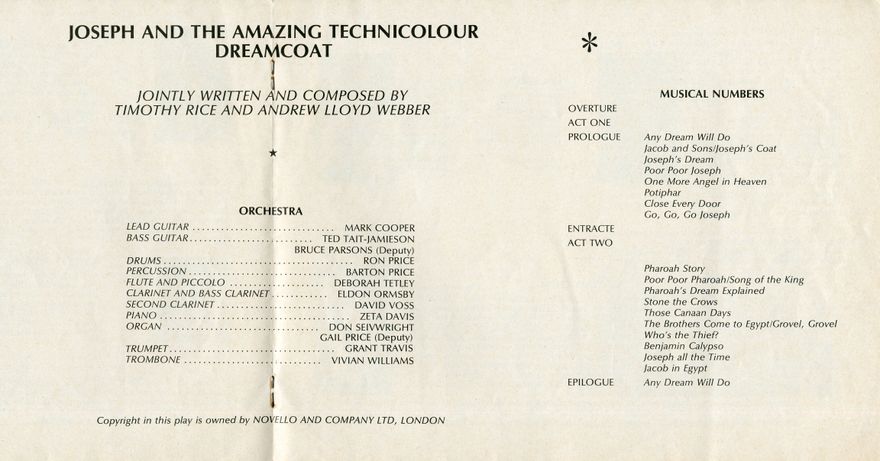 JOSEPH AND THE AMAZING TECHNICOLOUR
DREAMCOAT
JOINTLY WRITTEN AND COMPOSED BY
TIMOTHY RICE AND ANDREW LLOYD WEBBER
★
ORCHESTRA
LEAD GUITAR .............................. MARK COOPER
BASS GUITAR .......................... TED TAIT-JAMIESON
BRUCE PARSONS (Deputy)
DRUMS ........................................ RON PRICE
PERCUSSION ............................... BARTON PRICE
FLUTE AND PICCOLO .................... DEBORAH TETLEY
CLARINET AND BASS CLARINET ............ ELDON ORMSBY
SECOND CLARINET ........................ DAVID VOSS
PIANO ........................................ ZETA DAVIS
ORGAN ................................ DON SEIVWRIGHT
GAIL PRICE (Deputy)
TRUMPET .................................. GRANT TRAVIS
TROMBONE ............................ VIVIAN WILLIAMS
Copyright in this play is owned by NOVELLO AND COMPANY LTD, LONDON
*
MUSICAL NUMBERS
OVERTURE
ACT ONE
PROLOGUE Any Dream Will Do
Jacob and Sons/Joseph's Coat
Joseph's Dream
Poor Poor Joseph
One More Angel in Heaven
Potiphar
Close Every Door
Go, Go, Go Joseph
ENTRACTE
ACT TWO
Pharoah Story
Poor Poor Pharoah/Song of the King
Pharoah's Dream Explained
Stone the Crows
Those Canaan Days
The Brothers Come to Egypt/Grovel, Grovel
Who's the Thief?
Benjamin Calypso
Joseph all the Time
Jacob in Egypt
EPILOGUE Any Dream Will Do